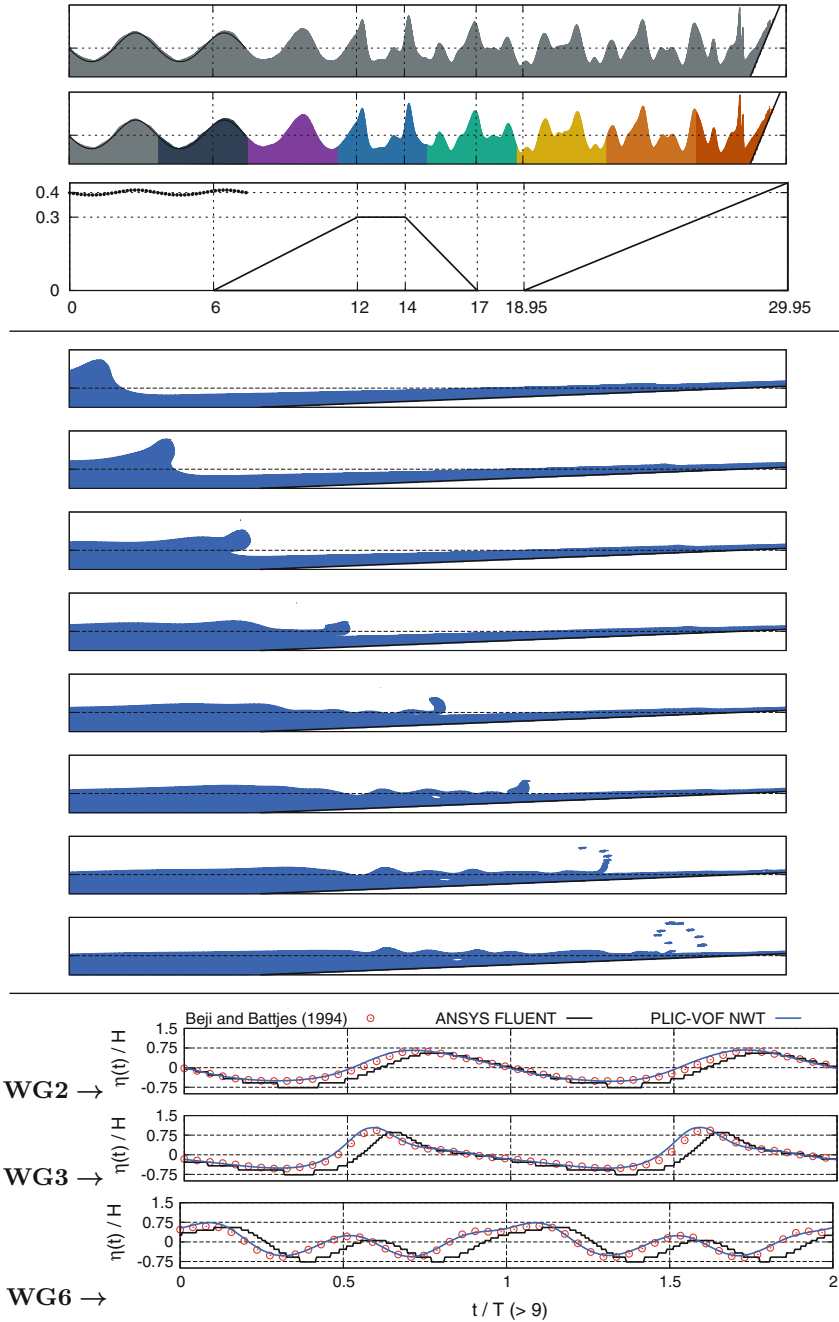 0.4
0.3
0
0 6 12 14 17 18.95 29.95
Beji and Battjes (1994) ANSYS FLUENT PLIC-VOF NWT
1.5
0.75
0
-0.75
η(t) / H
WG2 →
1.5
0.75
0
-0.75
η(t) / H
WG3 →
1.5
0.75
0
-0.75
η(t) / H
WG6 →
0 0.5 1 1.5 2
t / T (> 9)